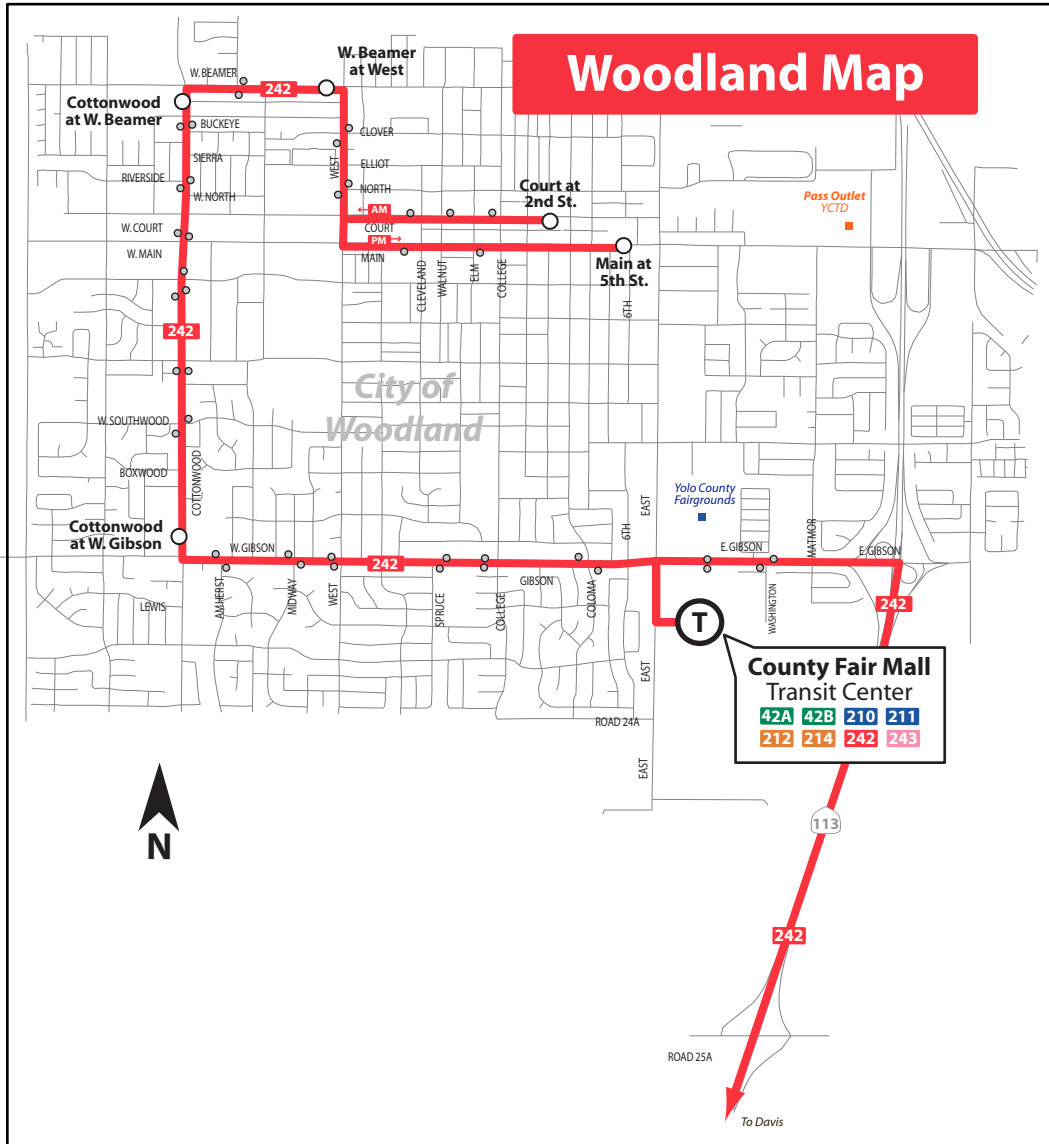 Woodland Map
W. Beamer
at West
W. BEAMER
242
Cottonwood
at W. Beamer
BUCKEYE
CLOVER
SIERRA
WEST
ELLIOT
RIVERSIDE
NORTH
W. NORTH
Court at
2nd St.
Pass Outlet
YCTD
AM
W. COURT
COURT
PM
W. MAIN
MAIN
Main at
5th St.
CLEVELAND
WALNUT
ELM
COLLEGE
6TH
242
City of
Woodland
W. SOUTHWOOD
BOXWOOD
COTTONWOOD
Yolo County
Fairgrounds
EAST
6TH
MATMOR
Cottonwood
at W. Gibson
W. GIBSON
E. GIBSON
E. GIBSON
242
GIBSON
LEWIS
AMHERST
MIDWAY
WEST
SPRUCE
COLLEGE
COLOMA
WASHINGTON
242
T
County Fair Mall
Transit Center
42A 42B 210 211
212 214 242 243
EAST
ROAD 24A
EAST
N
113
242
ROAD 25A
To Davis